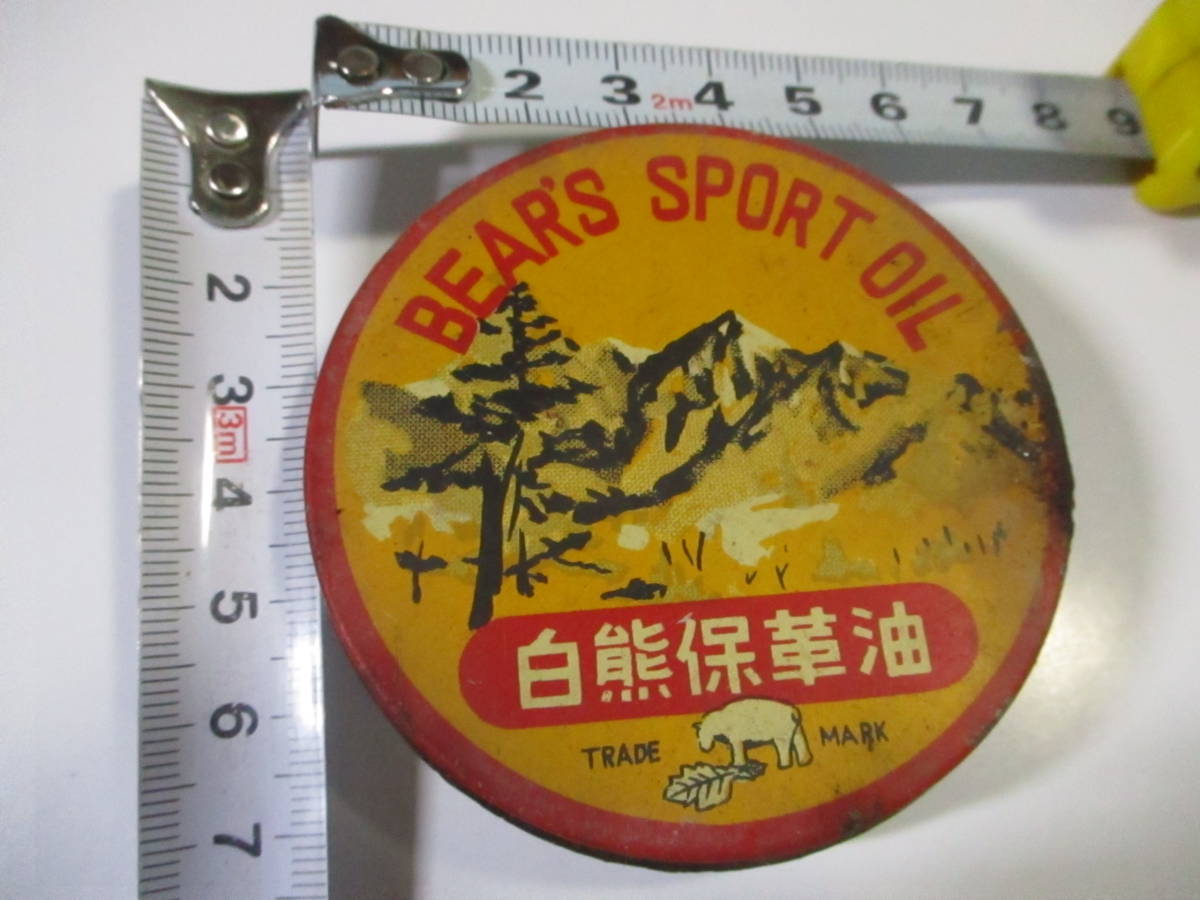 2 3 2m 4 5 6 7 8 9
2
3
3m
4
5
6
7
BEAR'S SPORT OIL
白熊保革油
TRADE MARK